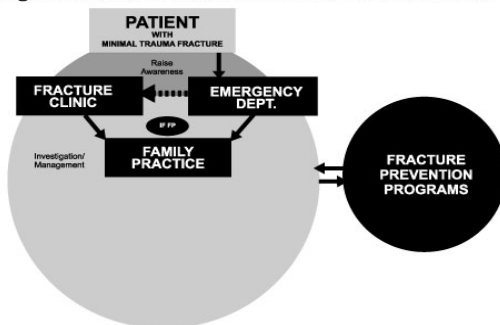 PATIENT
WITH
MINIMAL TRAUMA FRACTURE
Raise
Awareness
FRACTURE
CLINIC
EMERGENCY
DEPT.
IF FP
FAMILY
PRACTICE
Investigation/
Management
FRACTURE
PREVENTION
PROGRAMS